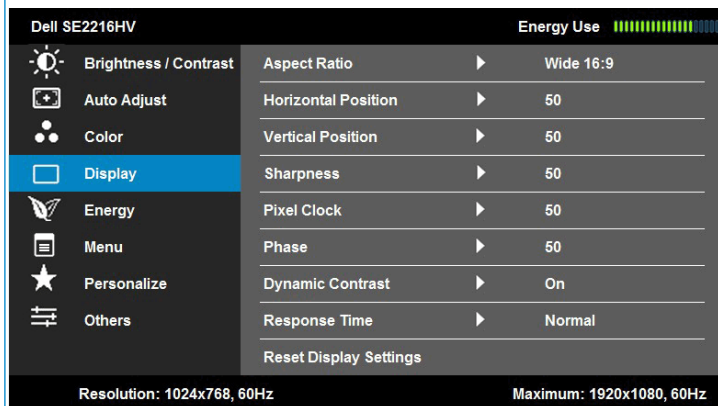 Dell SE2216HV Energy Use
Brightness / Contrast Aspect Ratio Wide 16:9
Auto Adjust Horizontal Position 50
Color Vertical Position 50
Display Sharpness 50
Energy Pixel Clock 50
Menu Phase 50
Personalize Dynamic Contrast On
Others Response Time Normal
Reset Display Settings
Resolution: 1024x768, 60Hz Maximum: 1920x1080, 60Hz